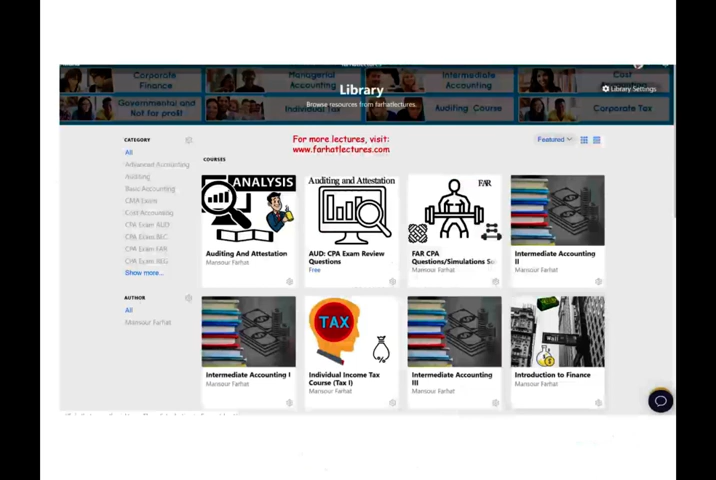 farhatlectures
Corporate
Finance
Managerial
Accounting
Intermediate
Accounting
Cost
Library
Library Settings
Browse resources from farhatlectures.
Governmental and
Not for profit
Individual Tax
Auditing Course
Corporate Tax
CATEGORY
For more lectures, visit:
www.farhatlectures.com
Featured
All
COURSES
Advanced Accounting
Auditing
Basic Accounting
CMA Exam
Cost Accounting
CPA Exam AUD
CPA Exam BEC
CPA Exam FAR
CPA Exam REG
Show more...
AUTHOR
All
Mansour Farhat
ANALYSIS
Auditing And Attestation
Mansour Farhat
Auditing and Attestation
AUD: CPA Exam Review
Questions
Free
FAR
FAR CPA
Questions/Simulations
Mansour Farhat
Intermediate Accounting
II
Mansour Farhat
Intermediate Accounting I
Mansour Farhat
TAX
Individual Income Tax
Course (Tax I)
Mansour Farhat
Intermediate Accounting
III
Mansour Farhat
Wall
Introduction to Finance
Mansour Farhat